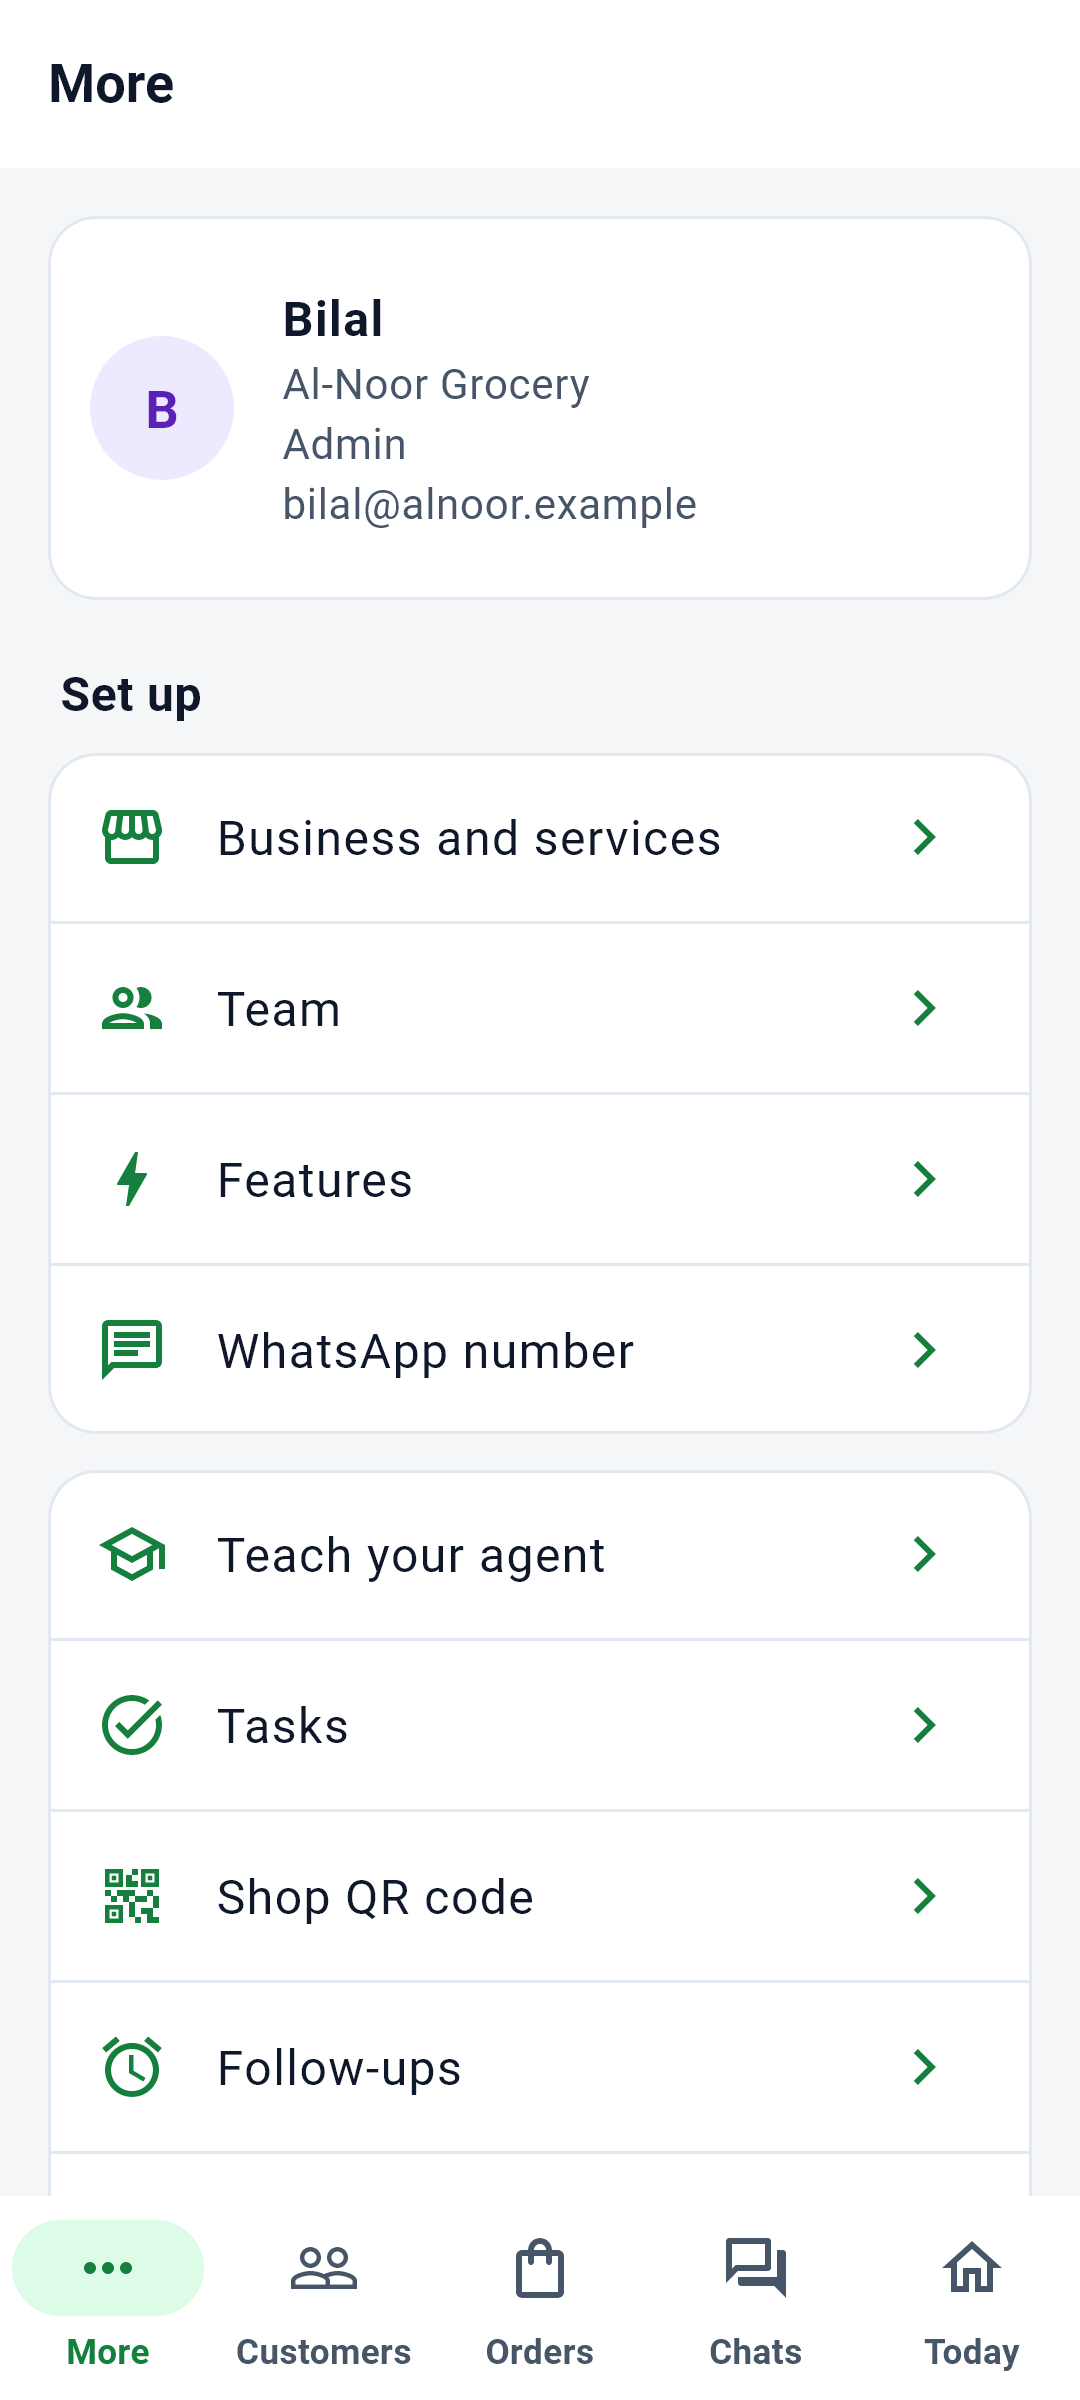 More
B
Bilal
Al-Noor Grocery
Admin
bilal@alnoor.example
Set up
Business and services
Team
Features
WhatsApp number
Teach your agent
Tasks
Shop QR code
Follow-ups
More
Customers
Orders
Chats
Today